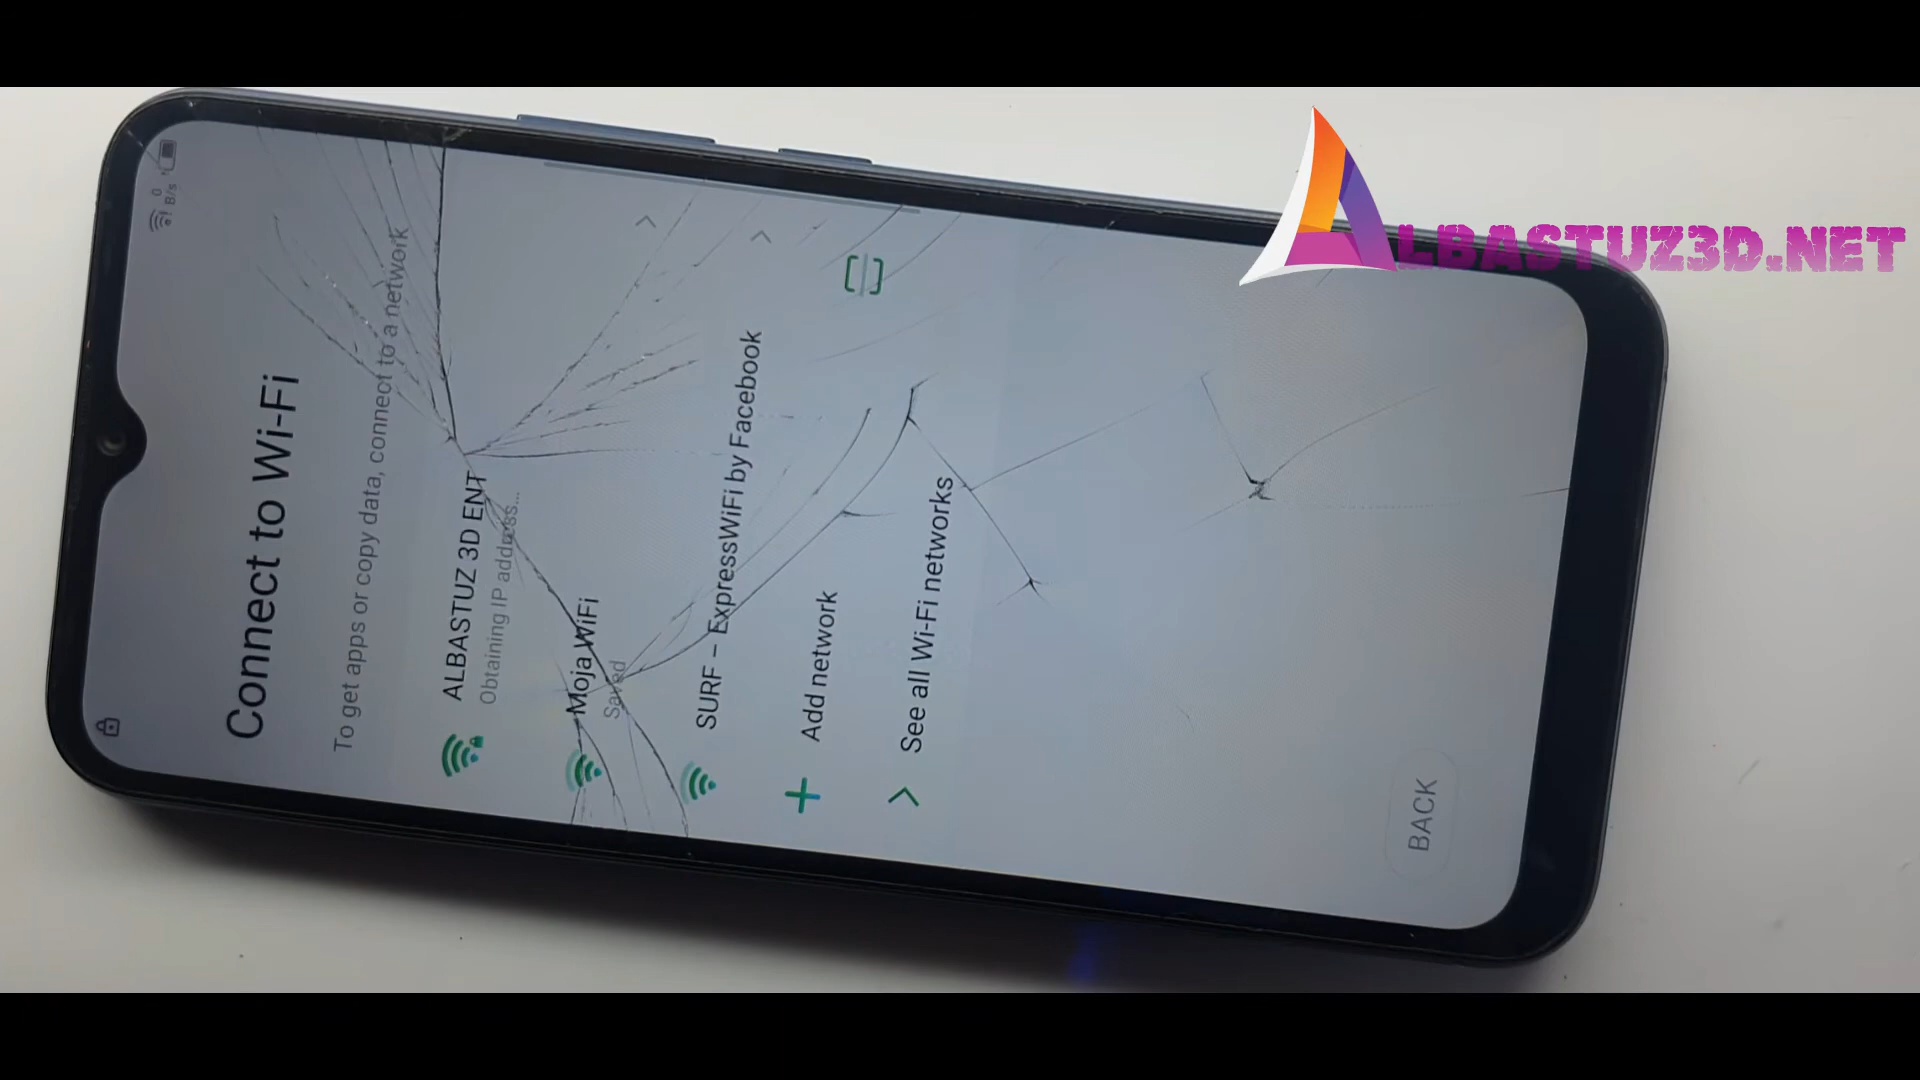 0
B/s
Connect to Wi-Fi
To get apps or copy data, connect to a network
ALBASTUZ 3D ENT
Obtaining IP address...
Moja WiFi
Saved
SURF – ExpressWiFi by Facebook
Add network
See all Wi-Fi networks
BACK
ALBASTUZ3D.NET